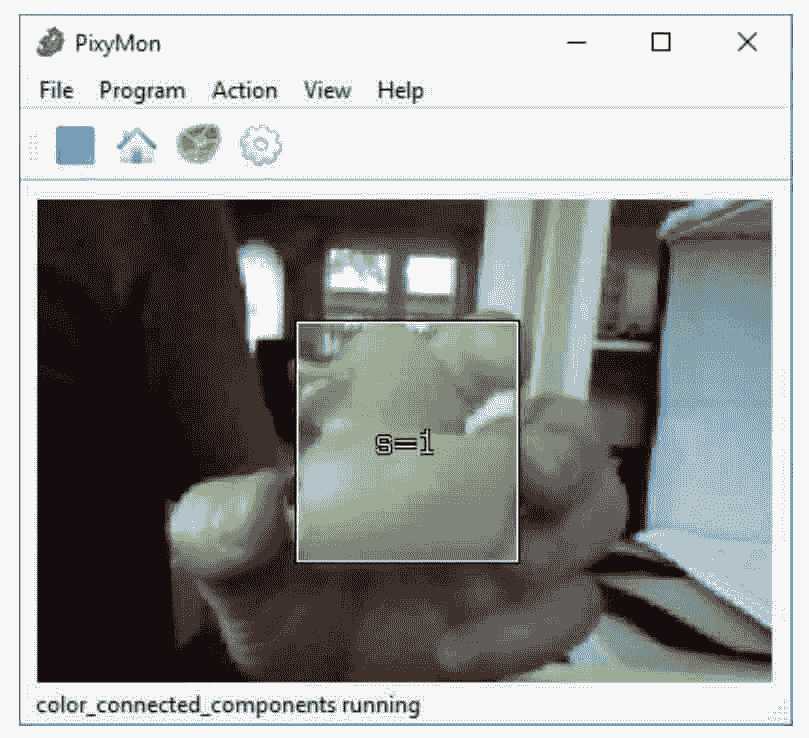 PixyMon
File Program Action View Help
s=1
color_connected_components running